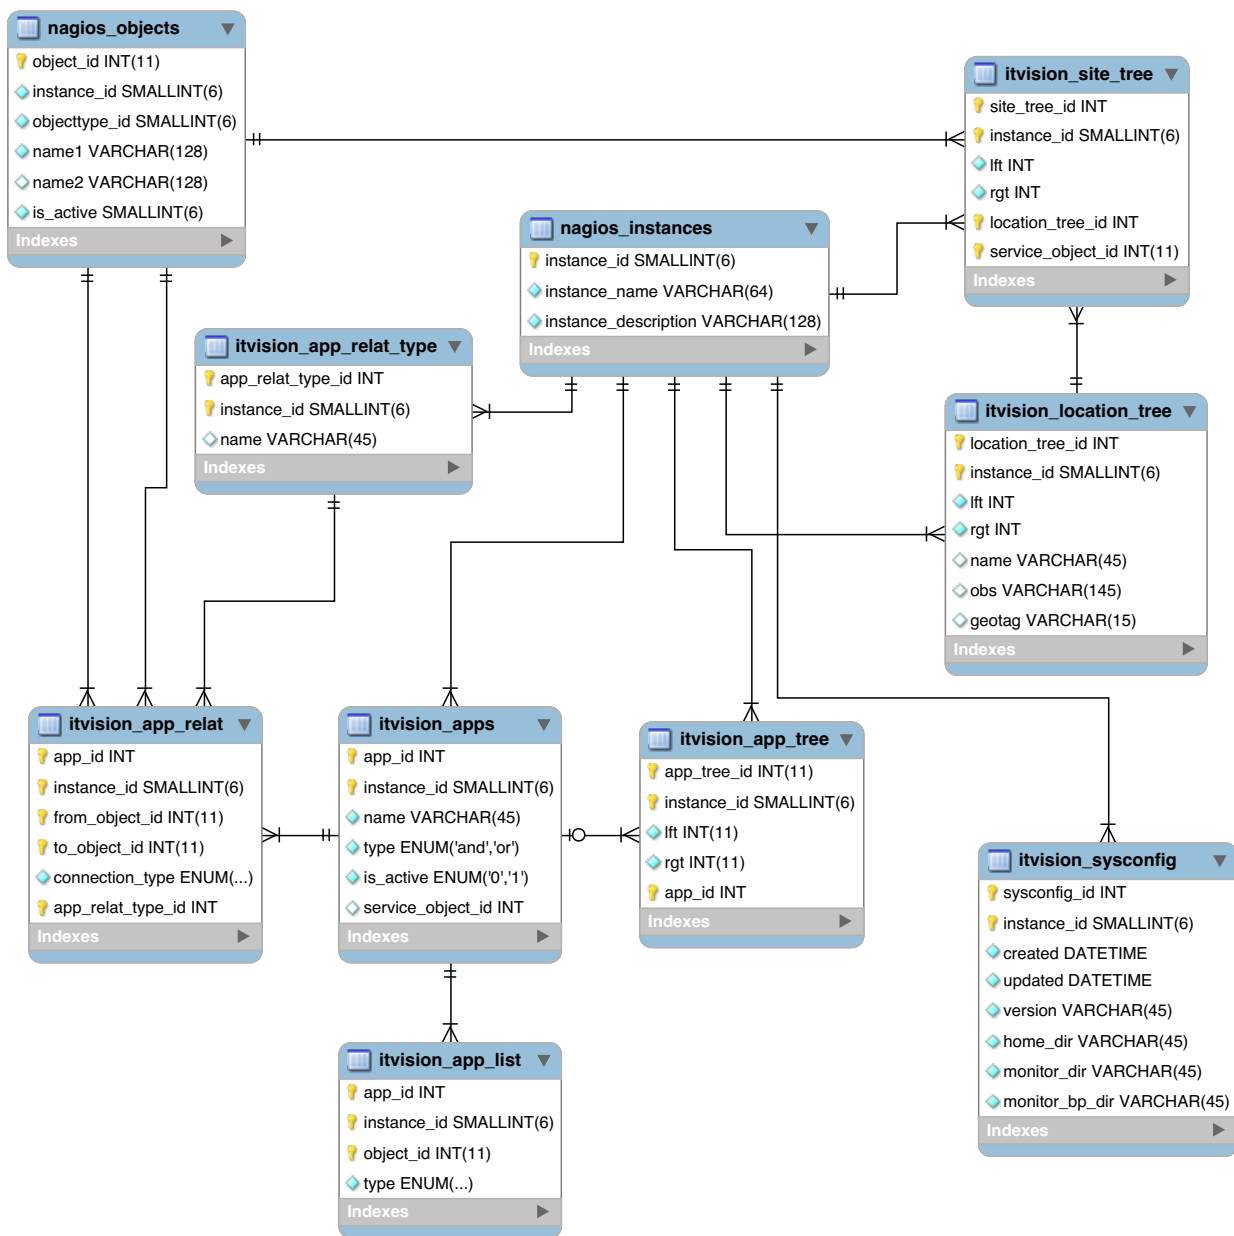 nagios_objects
object_id INT(11)
instance_id SMALLINT(6)
objecttype_id SMALLINT(6)
name1 VARCHAR(128)
name2 VARCHAR(128)
is_active SMALLINT(6)
Indexes
itvision_site_tree
site_tree_id INT
instance_id SMALLINT(6)
lft INT
rgt INT
location_tree_id INT
service_object_id INT(11)
Indexes
nagios_instances
instance_id SMALLINT(6)
instance_name VARCHAR(64)
instance_description VARCHAR(128)
Indexes
itvision_app_relat_type
app_relat_type_id INT
instance_id SMALLINT(6)
name VARCHAR(45)
Indexes
itvision_location_tree
location_tree_id INT
instance_id SMALLINT(6)
lft INT
rgt INT
name VARCHAR(45)
obs VARCHAR(145)
geotag VARCHAR(15)
Indexes
itvision_app_relat
app_id INT
instance_id SMALLINT(6)
from_object_id INT(11)
to_object_id INT(11)
connection_type ENUM(...)
app_relat_type_id INT
Indexes
itvision_apps
app_id INT
instance_id SMALLINT(6)
name VARCHAR(45)
type ENUM('and','or')
is_active ENUM('0','1')
service_object_id INT
Indexes
itvision_app_tree
app_tree_id INT(11)
instance_id SMALLINT(6)
lft INT(11)
rgt INT(11)
app_id INT
Indexes
itvision_sysconfig
sysconfig_id INT
instance_id SMALLINT(6)
created DATETIME
updated DATETIME
version VARCHAR(45)
home_dir VARCHAR(45)
monitor_dir VARCHAR(45)
monitor_bp_dir VARCHAR(45)
Indexes
itvision_app_list
app_id INT
instance_id SMALLINT(6)
object_id INT(11)
type ENUM(...)
Indexes